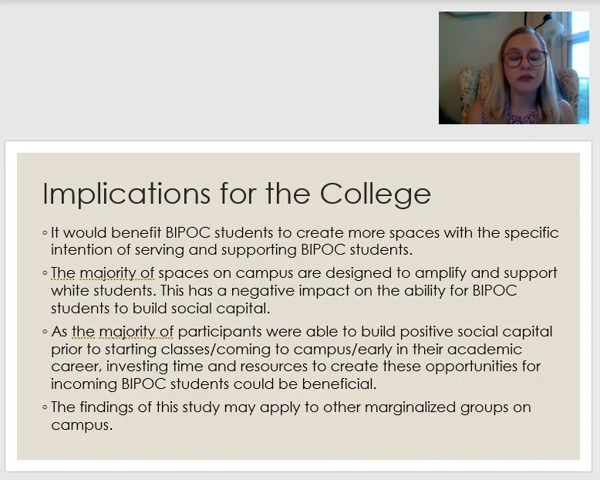 Implications for the College
◦ It would benefit BIPOC students to create more spaces with the specific
intention of serving and supporting BIPOC students.
◦ The majority of spaces on campus are designed to amplify and support
white students. This has a negative impact on the ability for BIPOC
students to build social capital.
◦ As the majority of participants were able to build positive social capital
prior to starting classes/coming to campus/early in their academic
career, investing time and resources to create these opportunities for
incoming BIPOC students could be beneficial.
◦ The findings of this study may apply to other marginalized groups on
campus.